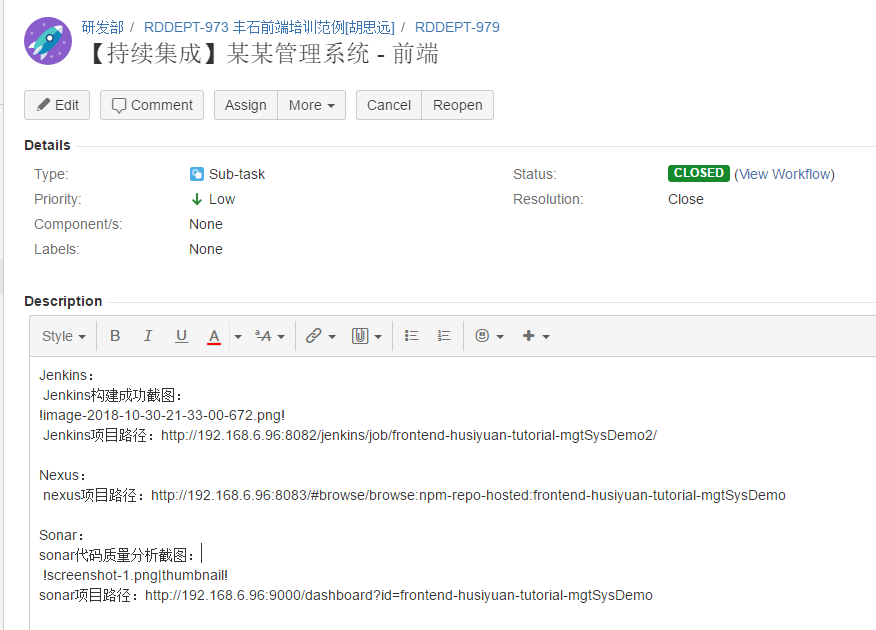 研发部 / RDDEPT-973 丰石前端培训范例[胡思远] / RDDEPT-979
【持续集成】某某管理系统 - 前端
Edit Comment Assign More Cancel Reopen
Details
Type: Sub-task Status: CLOSED (View Workflow)
Priority: Low Resolution: Close
Component/s: None
Labels: None
Description
Style B I U A ªA
Jenkins：
Jenkins构建成功截图：
!image-2018-10-30-21-33-00-672.png!
Jenkins项目路径：http://192.168.6.96:8082/jenkins/job/frontend-husiyuan-tutorial-mgtSysDemo2/
Nexus：
nexus项目路径：http://192.168.6.96:8083/#browse/browse:npm-repo-hosted:frontend-husiyuan-tutorial-mgtSysDemo
Sonar：
sonar代码质量分析截图：
!screenshot-1.png|thumbnail!
sonar项目路径：http://192.168.6.96:9000/dashboard?id=frontend-husiyuan-tutorial-mgtSysDemo